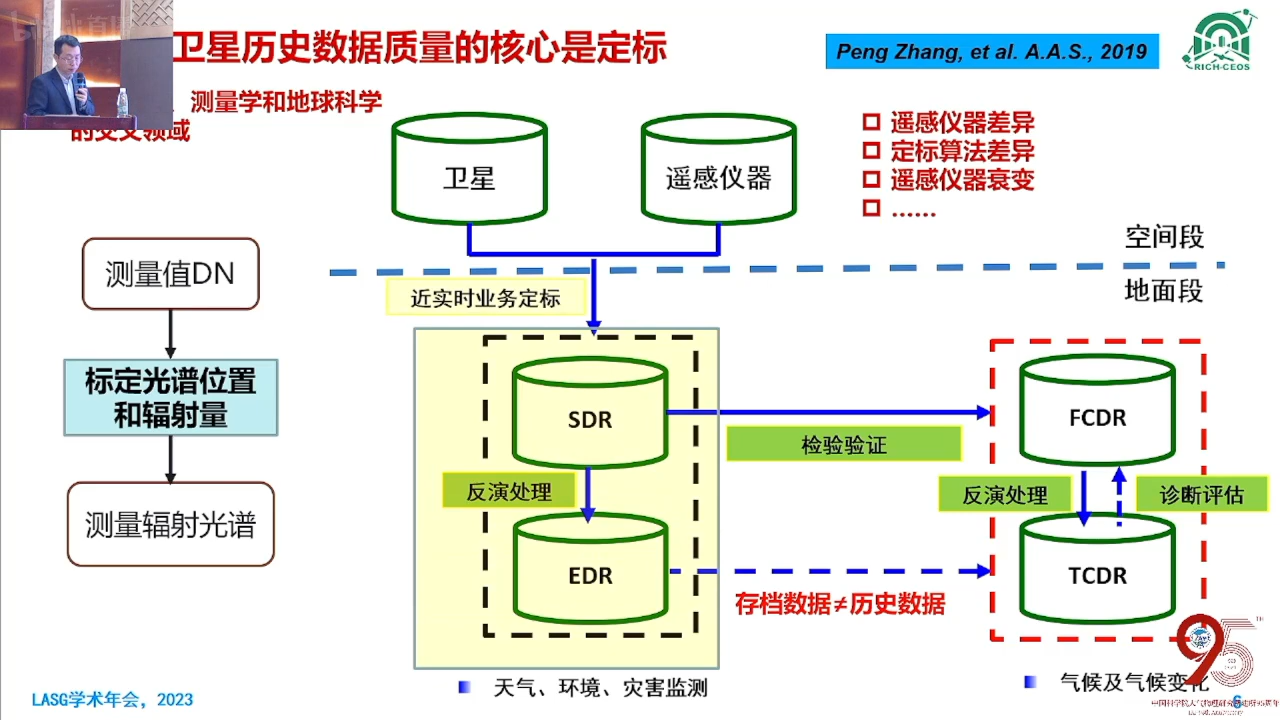 卫星历史数据质量的核心是定标
Peng Zhang, et al. A.A.S., 2019
RICH-CEOS
测量学和地球科学
的交叉领域
卫星
遥感仪器
遥感仪器差异
定标算法差异
遥感仪器衰变
......
空间段
地面段
测量值DN
标定光谱位置
和辐射量
测量辐射光谱
近实时业务定标
SDR
反演处理
EDR
检验验证
FCDR
反演处理
诊断评估
TCDR
存档数据≠历史数据
天气、环境、灾害监测
气候及气候变化
95
TH
LASG学术年会，2023
6